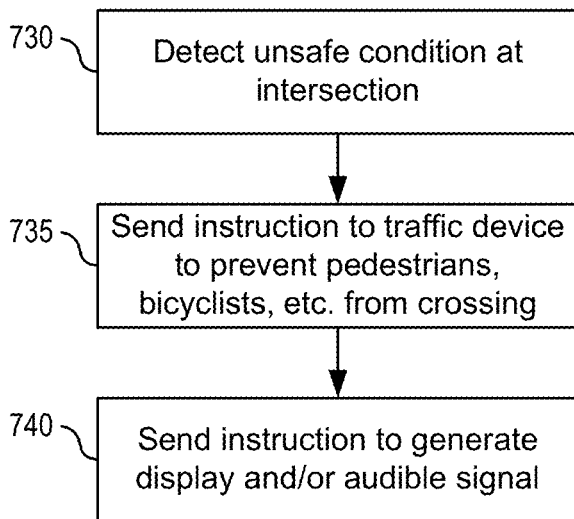 730
Detect unsafe condition at
intersection
735
Send instruction to traffic device
to prevent pedestrians,
bicyclists, etc. from crossing
740
Send instruction to generate
display and/or audible signal